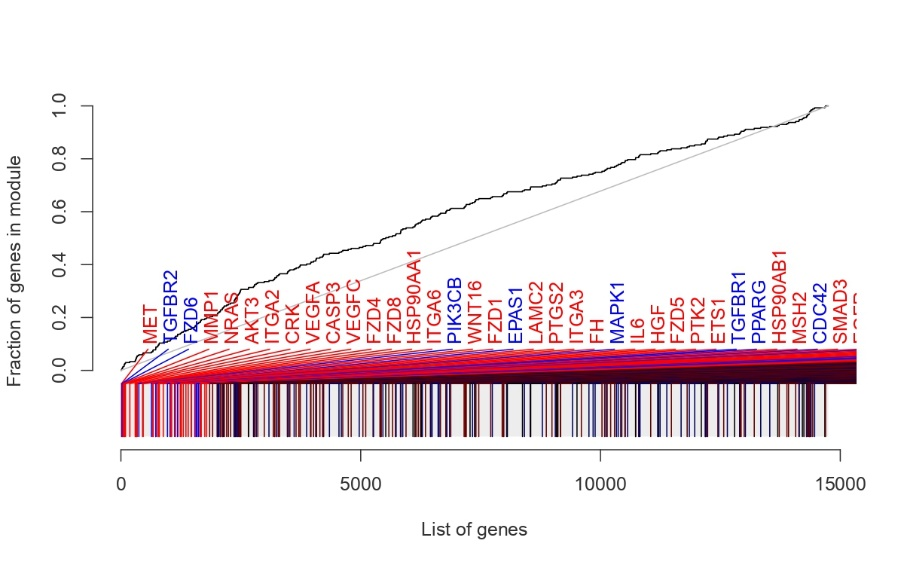 1.0
0.8
0.6
0.4
0.2
0.0
Fraction of genes in module
MET
TGFBR2
FZD6
MMP1
NRAS
AKT3
ITGA2
CRK
VEGFA
CASP3
VEGFC
FZD4
FZD8
HSP90AA1
ITGA6
PIK3CB
WNT16
FZD1
EPAS1
LAMC2
PTGS2
ITGA3
FH
MAPK1
IL6
HGF
FZD5
PTK2
ETS1
TGFBR1
PPARG
HSP90AB1
MSH2
CDC42
SMAD3
0
5000
10000
15000
List of genes